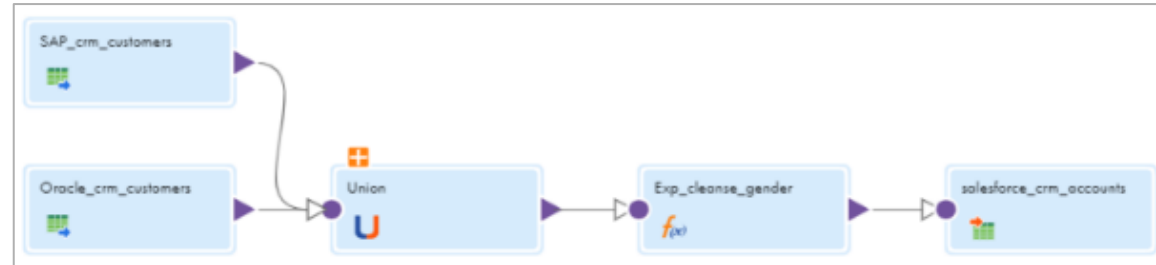 SAP_crm_customers
Oracle_crm_customers
Union
Exp_cleanse_gender
salesforce_crm_accounts
f(x)